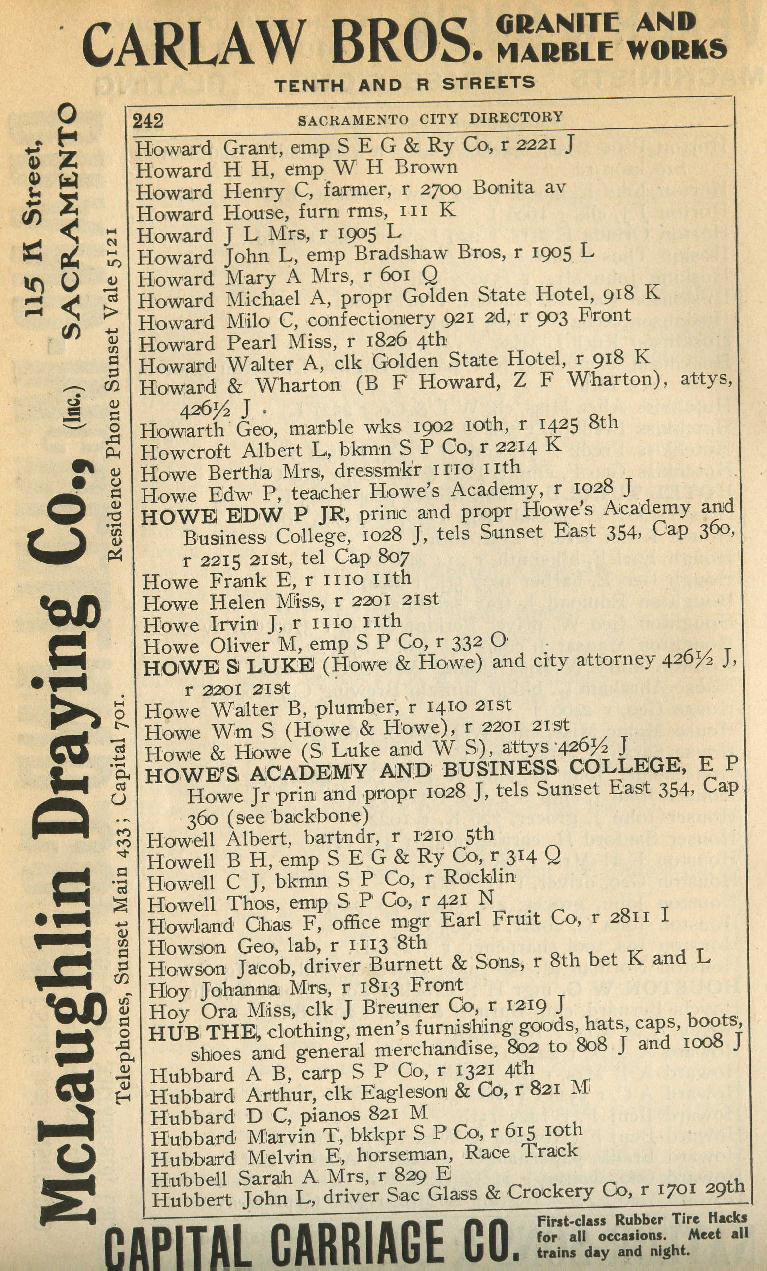 CARLAW BROS. GRANITE AND
MARBLE WORKS
TENTH AND R STREETS
McLaughlin Draying Co., (Inc.) 115 K Street,
SACRAMENTO
Telephones, Sunset Main 433; Capital 701. Residence Phone Sunset Vale 5121
242 SACRAMENTO CITY DIRECTORY
Howard Grant, emp S E G & Ry Co, r 2221 J
Howard H H, emp W H Brown
Howard Henry C, farmer, r 2700 Bonita av
Howard House, furn rms, 111 K
Howard J L Mrs, r 1905 L
Howard John L, emp Bradshaw Bros, r 1905 L
Howard Mary A Mrs, r 601 Q
Howard Michael A, propr Golden State Hotel, 918 K
Howard Milo C, confectionery 921 2d, r 903 Front
Howard Pearl Miss, r 1826 4th
Howard Walter A, clk Golden State Hotel, r 918 K
Howard & Wharton (B F Howard, Z F Wharton), attys,
426½ J
Howarth Geo, marble wks 1902 10th, r 1425 8th
Howcroft Albert L, bkmn S P Co, r 2214 K
Howe Bertha Mrs, dressmkr 1110 11th
Howe Edw P, teacher Howe's Academy, r 1028 J
HOWE EDW P JR, princ and propr Howe's Academy and
Business College, 1028 J, tels Sunset East 354, Cap 360,
r 2215 21st, tel Cap 807
Howe Frank E, r 1110 11th
Howe Helen Miss, r 2201 21st
Howe Irvin J, r 1110 11th
Howe Oliver M, emp S P Co, r 332 O
HOWE S LUKE (Howe & Howe) and city attorney 426½ J,
r 2201 21st
Howe Walter B, plumber, r 1410 21st
Howe Wm S (Howe & Howe), r 2201 21st
Howe & Howe (S Luke and W S), attys 426½ J
HOWE'S ACADEMY AND BUSINESS COLLEGE, E P
Howe Jr prin and propr 1028 J, tels Sunset East 354, Cap
360 (see backbone)
Howell Albert, bartndr, r 1210 5th
Howell B H, emp S E G & Ry Co, r 314 Q
Howell C J, bkmn S P Co, r Rocklin
Howell Thos, emp S P Co, r 421 N
Howland Chas F, office mgr Earl Fruit Co, r 2811 I
Howson Geo, lab, r 1113 8th
Howson Jacob, driver Burnett & Sons, r 8th bet K and L
Hoy Johanna Mrs, r 1813 Front
Hoy Ora Miss, clk J Breuner Co, r 1219 J
HUB THE, clothing, men's furnishing goods, hats, caps, boots,
shoes and general merchandise, 802 to 808 J and 1008 J
Hubbard A B, carp S P Co, r 1321 4th
Hubbard Arthur, clk Eagleson & Co, r 821 M
Hubbard D C, pianos 821 M
Hubbard Marvin T, bkkpr S P Co, r 615 10th
Hubbard Melvin E, horseman, Race Track
Hubbell Sarah A Mrs, r 829 E
Hubbert John L, driver Sac Glass & Crockery Co, r 1701 29th
CAPITAL CARRIAGE CO. First-class Rubber Tire Hacks
for all occasions. Meet all
trains day and night.